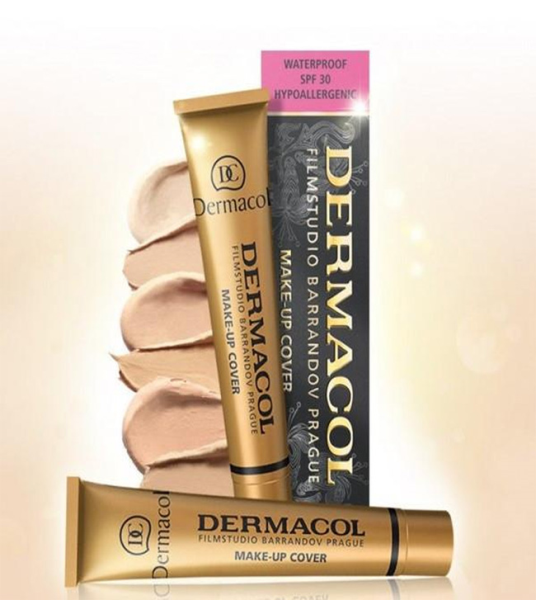 WATERPROOF
SPF 30
HYPOALLERGENIC
DERMACOL
FILMSTUDIO BARRANDOV PRAGUE
MAKE-UP COVER
DC
Dermacol
DERMACOL
FILMSTUDIO BARRANDOV PRAGUE
MAKE-UP COVER
DC
Dermacol
DERMACOL
FILMSTUDIO BARRANDOV PRAGUE
MAKE-UP COVER